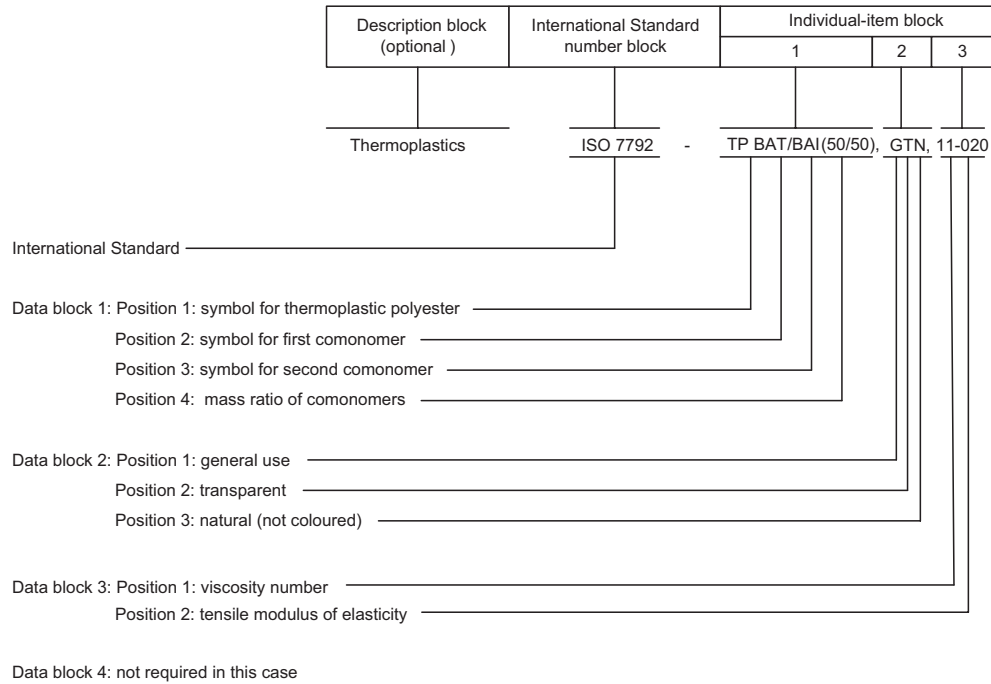 Description block
(optional )
International Standard
number block
Individual-item block
1
2
3
Thermoplastics
ISO 7792
-
TP BAT/BAI(50/50),
GTN,
11-020
International Standard
Data block 1: Position 1: symbol for thermoplastic polyester
Position 2: symbol for first comonomer
Position 3: symbol for second comonomer
Position 4: mass ratio of comonomers
Data block 2: Position 1: general use
Position 2: transparent
Position 3: natural (not coloured)
Data block 3: Position 1: viscosity number
Position 2: tensile modulus of elasticity
Data block 4: not required in this case